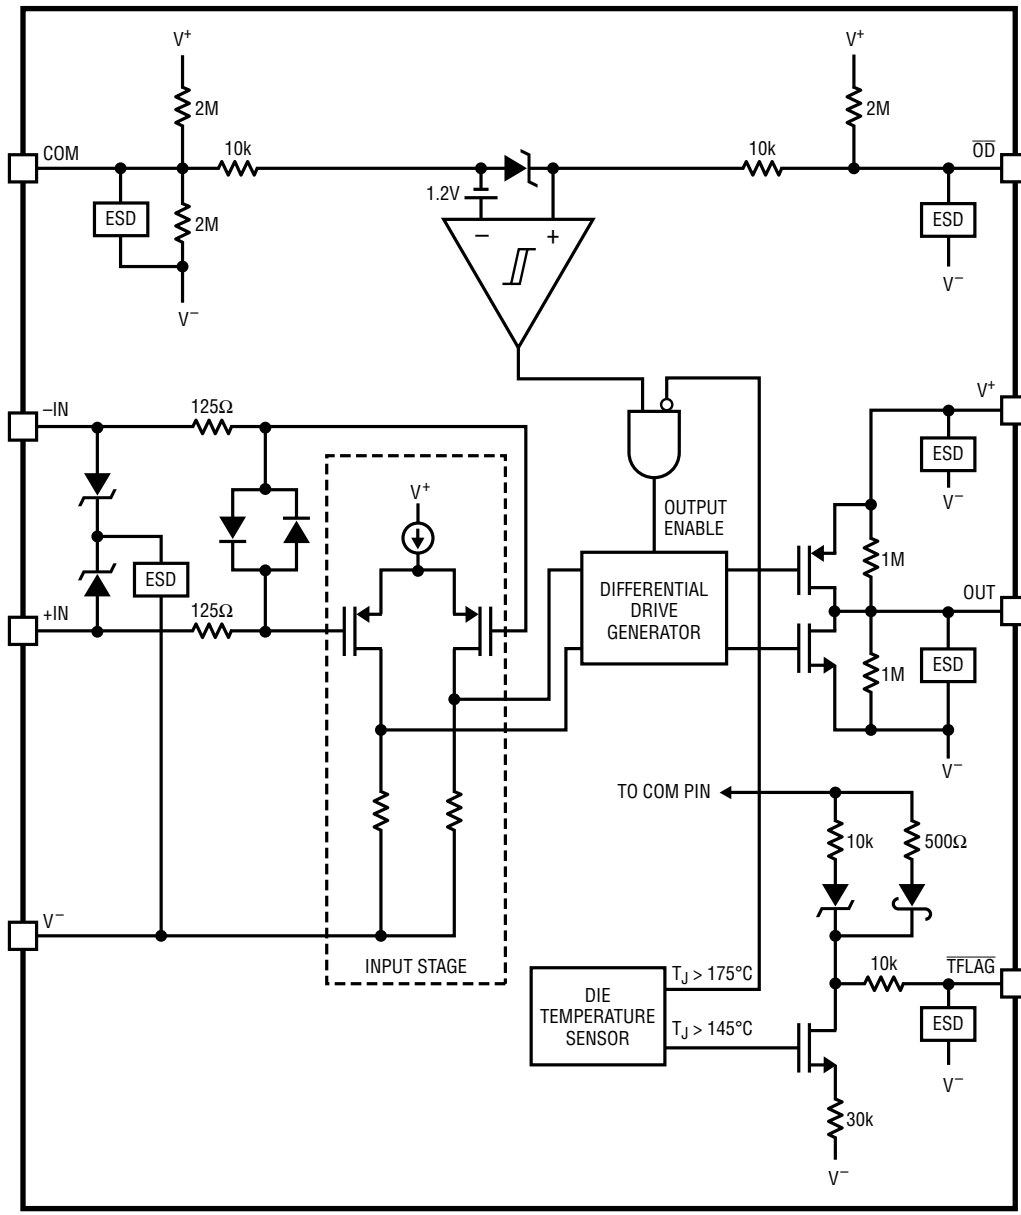 V⁺
V⁺
2M
2M
COM
10k
10k
O̅D̅
1.2V
ESD
2M
− +
ESD
V⁻
V⁻
–IN
125Ω
V⁺
ESD
V⁺
V⁻
OUTPUT
ENABLE
ESD
1M
+IN
125Ω
DIFFERENTIAL
DRIVE
GENERATOR
OUT
ESD
1M
V⁻
TO COM PIN
10k
500Ω
V⁻
INPUT STAGE
T̅F̅L̅A̅G̅
10k
DIE
TEMPERATURE
SENSOR
TJ > 175°C
TJ > 145°C
ESD
V⁻
30k
V⁻